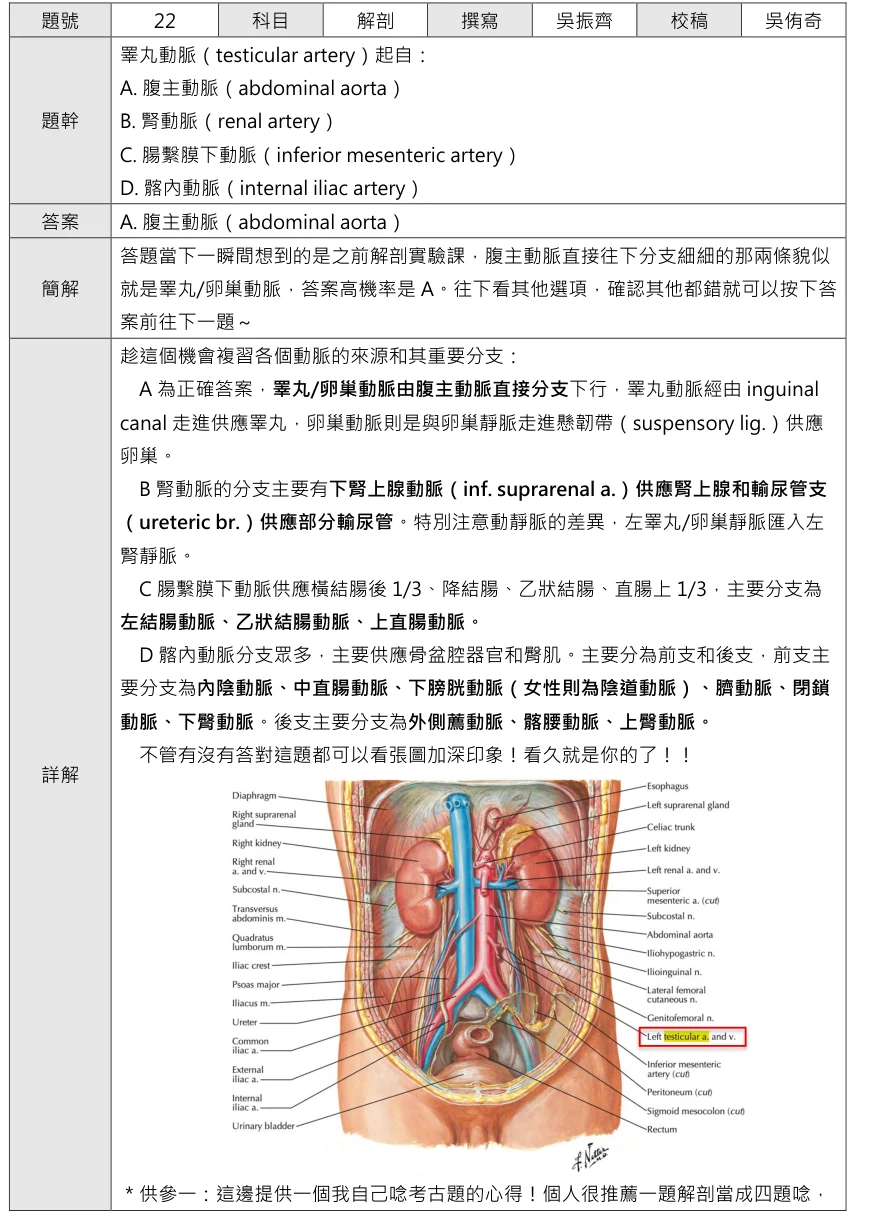 題號 22 科目 解剖 撰寫 吳振齊 校稿 吳侑奇
題幹
睪丸動脈（testicular artery）起自：
A. 腹主動脈（abdominal aorta）
B. 腎動脈（renal artery）
C. 腸繫膜下動脈（inferior mesenteric artery）
D. 髂內動脈（internal iliac artery）
答案 A. 腹主動脈（abdominal aorta）
簡解
答題當下一瞬間想到的是之前解剖實驗課，腹主動脈直接往下分支細細的那兩條貌似
就是睪丸/卵巢動脈，答案高機率是 A。往下看其他選項，確認其他都錯就可以按下答
案前往下一題～
詳解
趁這個機會複習各個動脈的來源和其重要分支：
A 為正確答案，睪丸/卵巢動脈由腹主動脈直接分支下行，睪丸動脈經由 inguinal
canal 走進供應睪丸，卵巢動脈則是與卵巢靜脈走進懸韌帶（suspensory lig.）供應
卵巢。
B 腎動脈的分支主要有下腎上腺動脈（inf. suprarenal a.）供應腎上腺和輸尿管支
（ureteric br.）供應部分輸尿管。特別注意動靜脈的差異，左睪丸/卵巢靜脈匯入左
腎靜脈。
C 腸繫膜下動脈供應橫結腸後 1/3、降結腸、乙狀結腸、直腸上 1/3，主要分支為
左結腸動脈、乙狀結腸動脈、上直腸動脈。
D 髂內動脈分支眾多，主要供應骨盆腔器官和臀肌。主要分為前支和後支，前支主
要分支為內陰動脈、中直腸動脈、下膀胱動脈（女性則為陰道動脈）、臍動脈、閉鎖
動脈、下臀動脈。後支主要分支為外側薦動脈、髂腰動脈、上臀動脈。
不管有沒有答對這題都可以看張圖加深印象！看久就是你的了！！
Diaphragm
Right suprarenal
gland
Right kidney
Right renal
a. and v.
Subcostal n.
Transversus
abdominis m.
Quadratus
lumborum m.
Iliac crest
Psoas major
Iliacus m.
Ureter
Common
iliac a.
External
iliac a.
Internal
iliac a.
Urinary bladder
Esophagus
Left suprarenal gland
Celiac trunk
Left kidney
Left renal a. and v.
Superior
mesenteric a. (cut)
Subcostal n.
Abdominal aorta
Iliohypogastric n.
Ilioinguinal n.
Lateral femoral
cutaneous n.
Genitofemoral n.
Left testicular a. and v.
Inferior mesenteric
artery (cut)
Peritoneum (cut)
Sigmoid mesocolon (cut)
Rectum
F. Netter
＊供參一：這邊提供一個我自己唸考古題的心得！個人很推薦一題解剖當成四題唸，